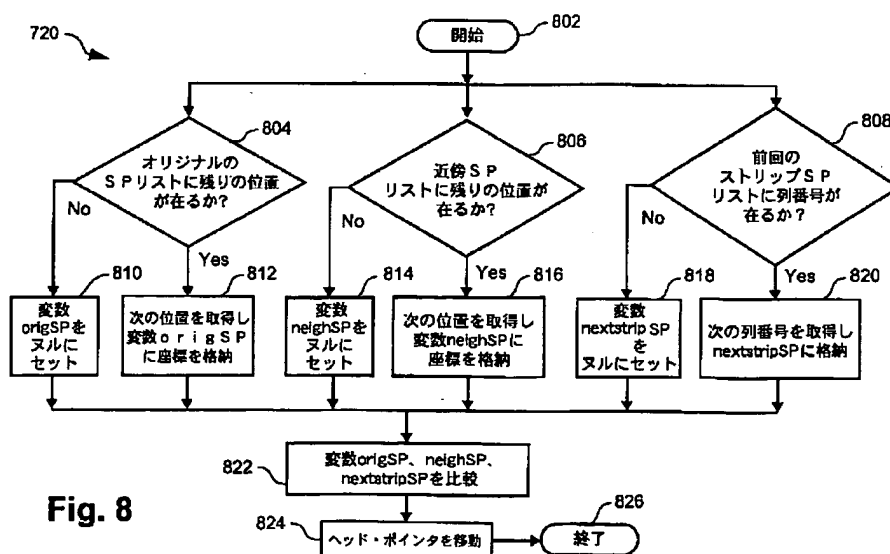 720
開始
802
804
オリジナルの
SPリストに残りの位置
が在るか?
806
近傍SP
リストに残りの位置が
在るか?
808
前回の
ストリップSP
リストに列番号が
在るか?
No
Yes
No
Yes
No
Yes
810
変数
origSPを
ヌルに
セット
812
次の位置を取得し
変数origSP
に座標を格納
814
変数
neighSPを
ヌルに
セット
816
次の位置を取得し
変数neighSPに
座標を格納
818
変数
nextstripSP
を
ヌルにセット
820
次の列番号を取得し
nextstripSPに格納
822
変数origSP、neighSP、
nextstripSPを比較
824
ヘッド・ポインタを移動
826
終了
Fig. 8